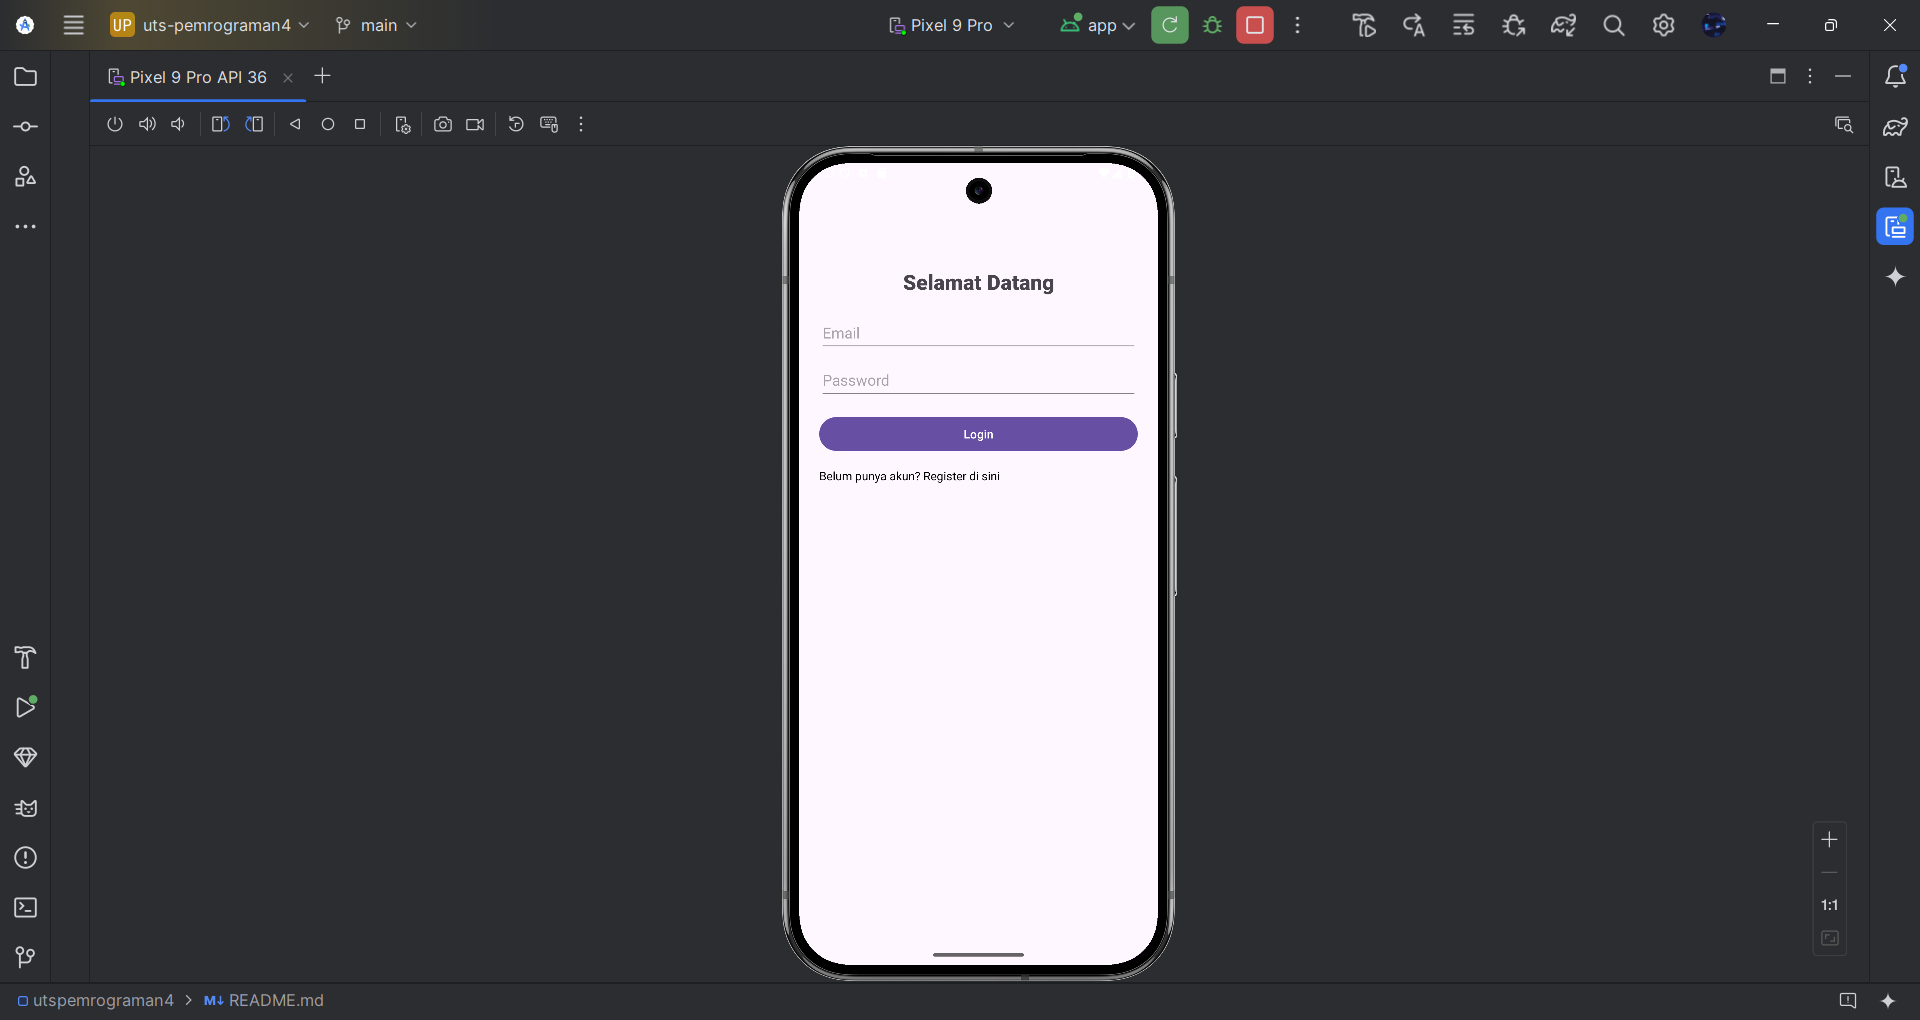 UP uts-pemrograman4 main Pixel 9 Pro app
Pixel 9 Pro API 36
Selamat Datang
Email
Password
Login
Belum punya akun? Register di sini
1:1
utspemrograman4 > M↓ README.md